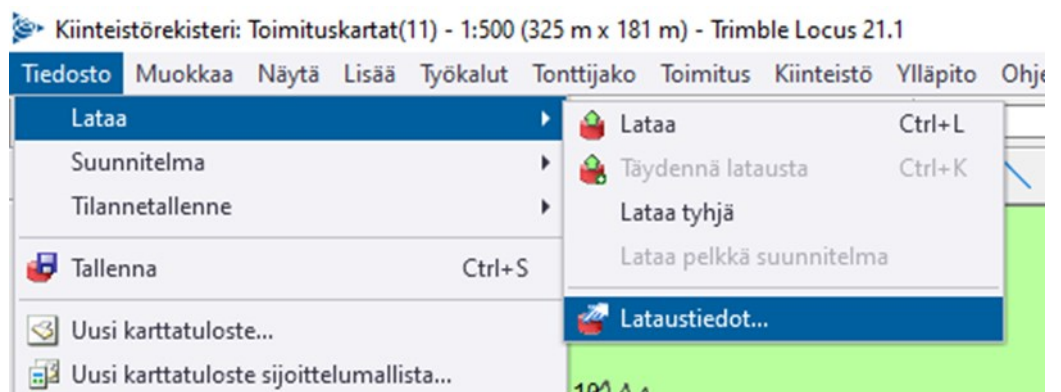 Kiinteistörekisteri: Toimituskartat(11) - 1:500 (325 m x 181 m) - Trimble Locus 21.1
Tiedosto Muokkaa Näytä Lisää Työkalut Tonttijako Toimitus Kiinteistö Ylläpito Ohje
Lataa
Suunnitelma
Tilannetallenne
Tallenna Ctrl+S
Uusi karttatuloste...
Uusi karttatuloste sijoittelumallista...
Lataa Ctrl+L
Täydennä latausta Ctrl+K
Lataa tyhjä
Lataa pelkkä suunnitelma
Lataustiedot...